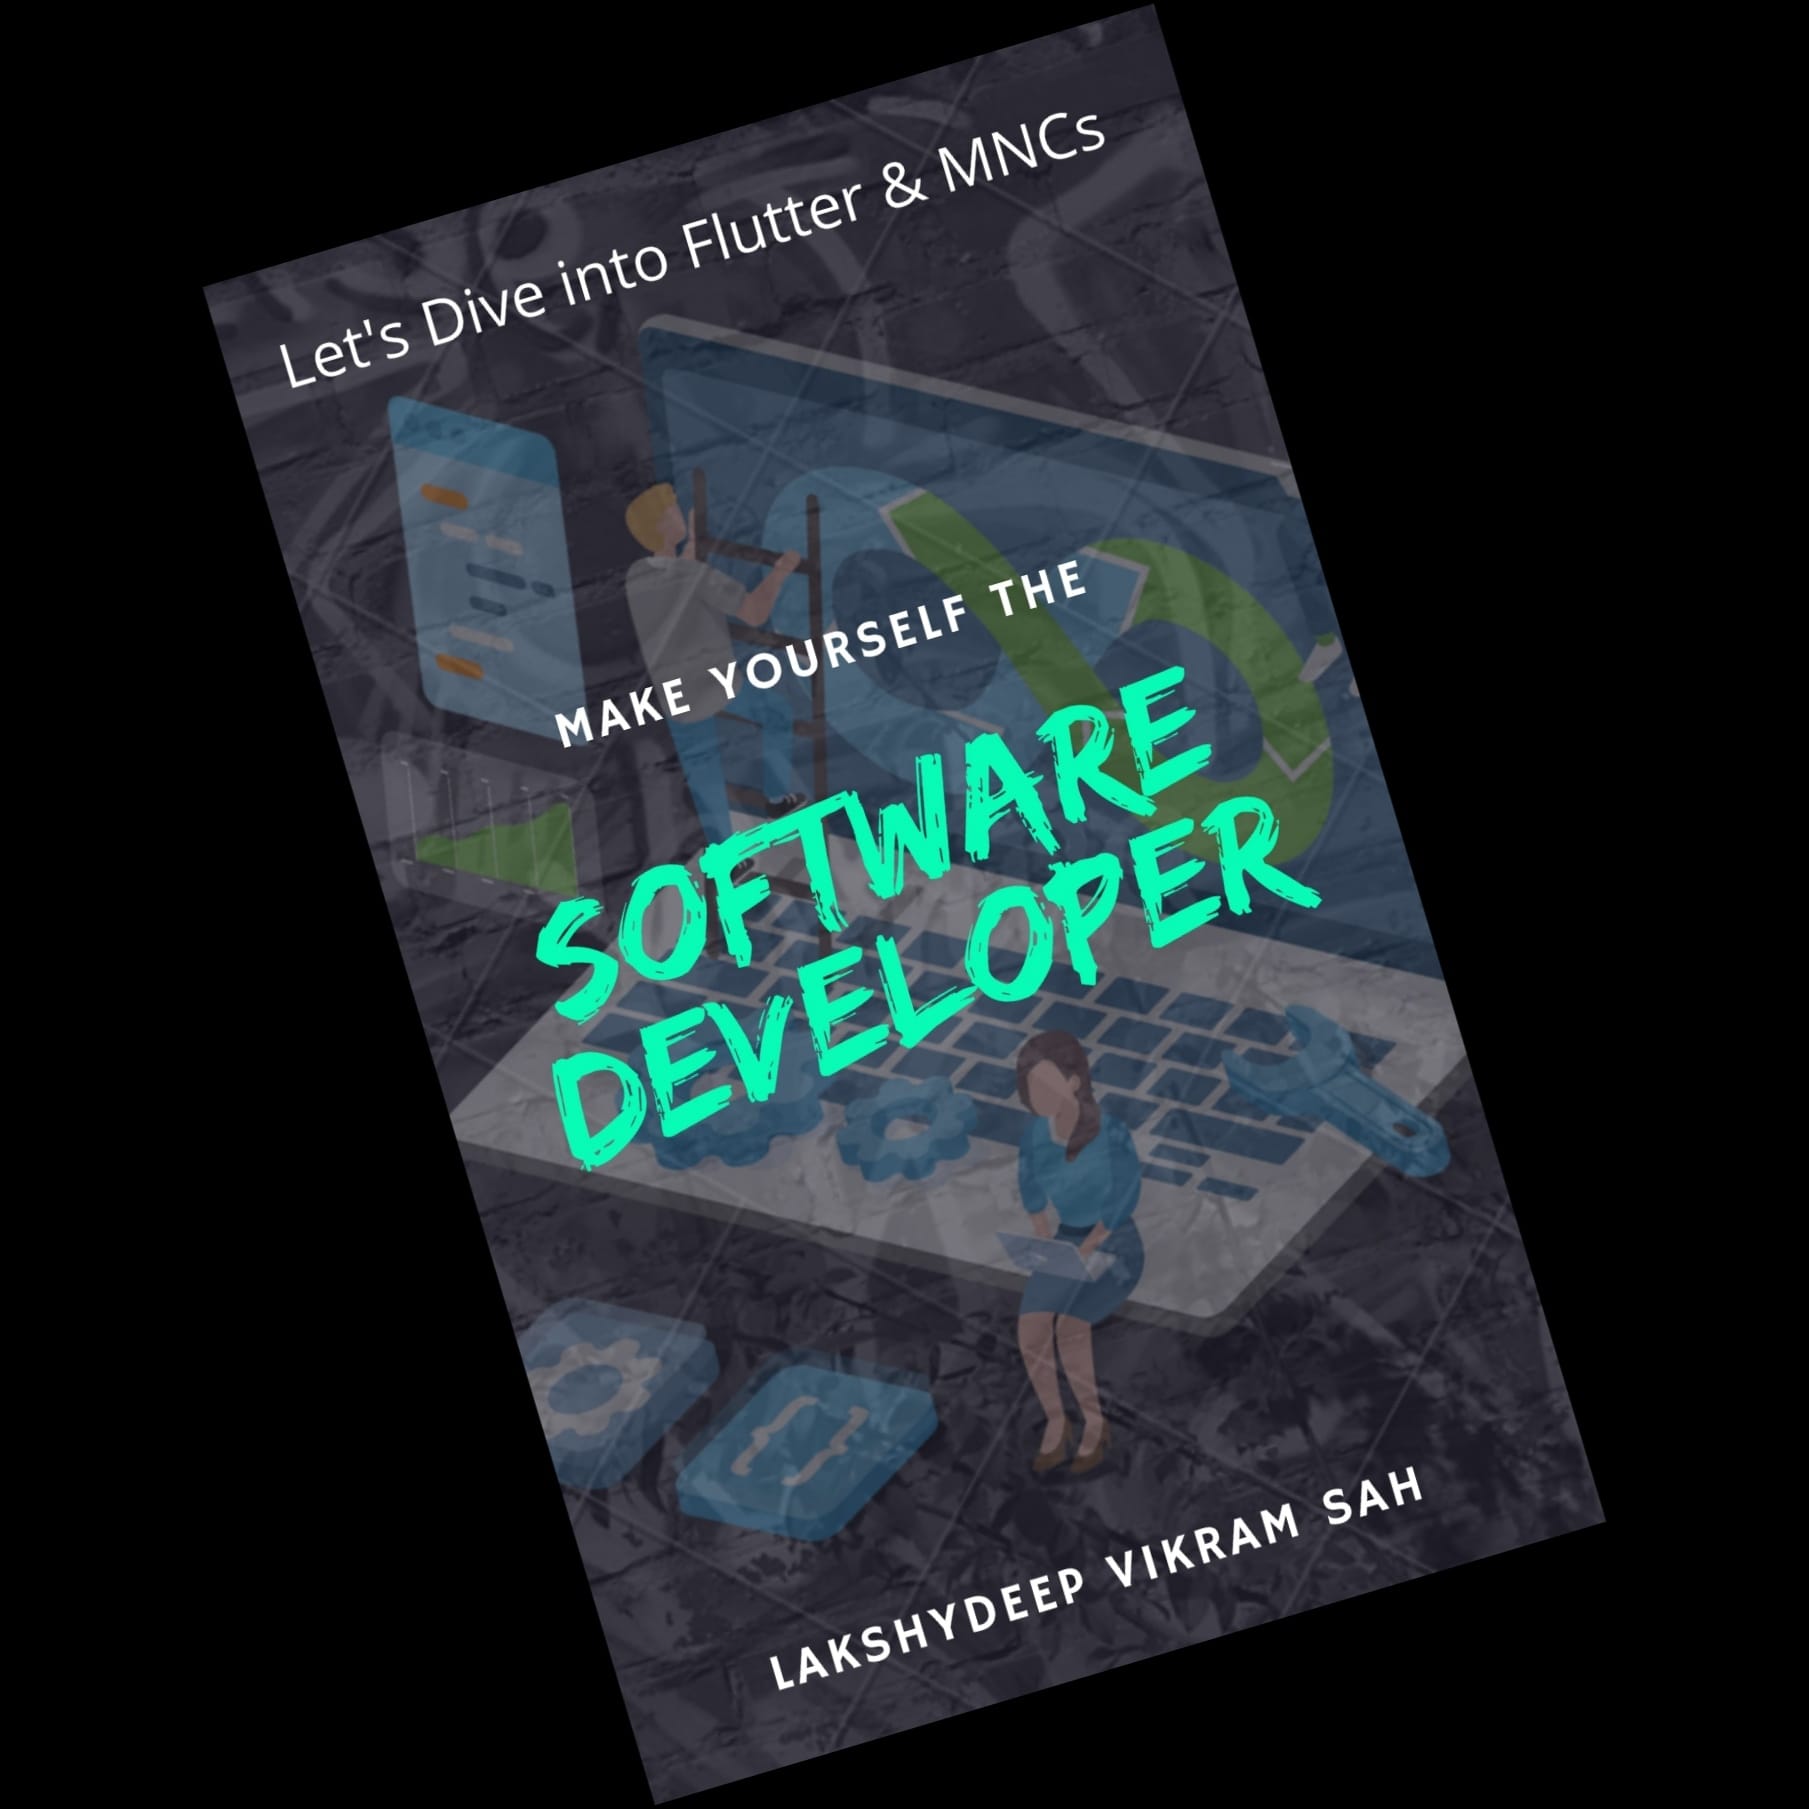 Let's Dive into Flutter & MNCs
MAKE YOURSELF THE
SOFTWARE
DEVELOPER
{ }
LAKSHYDEEP VIKRAM SAH